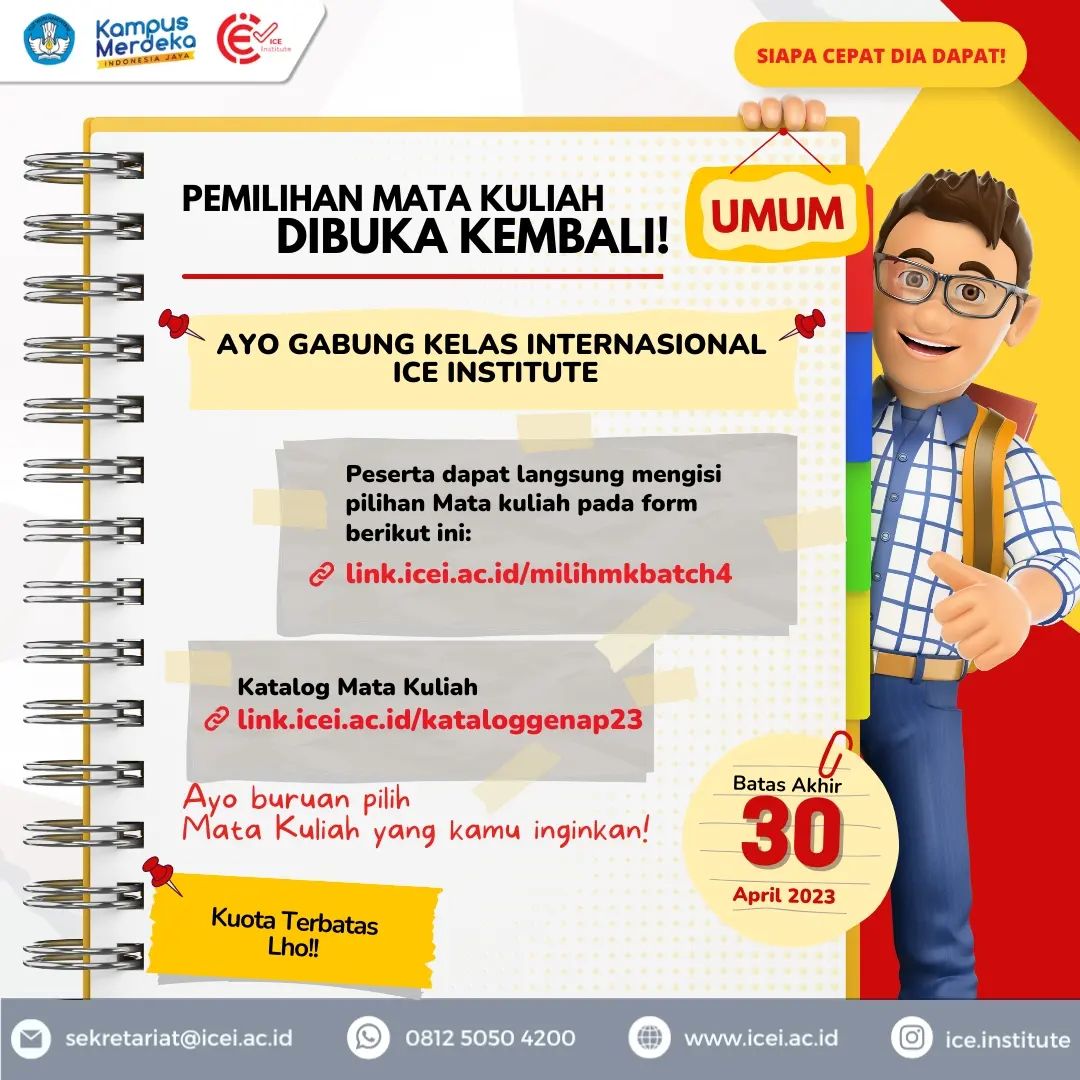 Kampus
Merdeka
INDONESIA JAYA
ICE
Institute
SIAPA CEPAT DIA DAPAT!
PEMILIHAN MATA KULIAH
DIBUKA KEMBALI!
UMUM
AYO GABUNG KELAS INTERNASIONAL
ICE INSTITUTE
Peserta dapat langsung mengisi
pilihan Mata kuliah pada form
berikut ini:
link.icei.ac.id/milihmkbatch4
Katalog Mata Kuliah
link.icei.ac.id/kataloggenap23
Ayo buruan pilih
Mata Kuliah yang kamu inginkan!
Batas Akhir
30
April 2023
Kuota Terbatas
Lho!!
sekretariat@icei.ac.id
0812 5050 4200
www.icei.ac.id
ice.institute